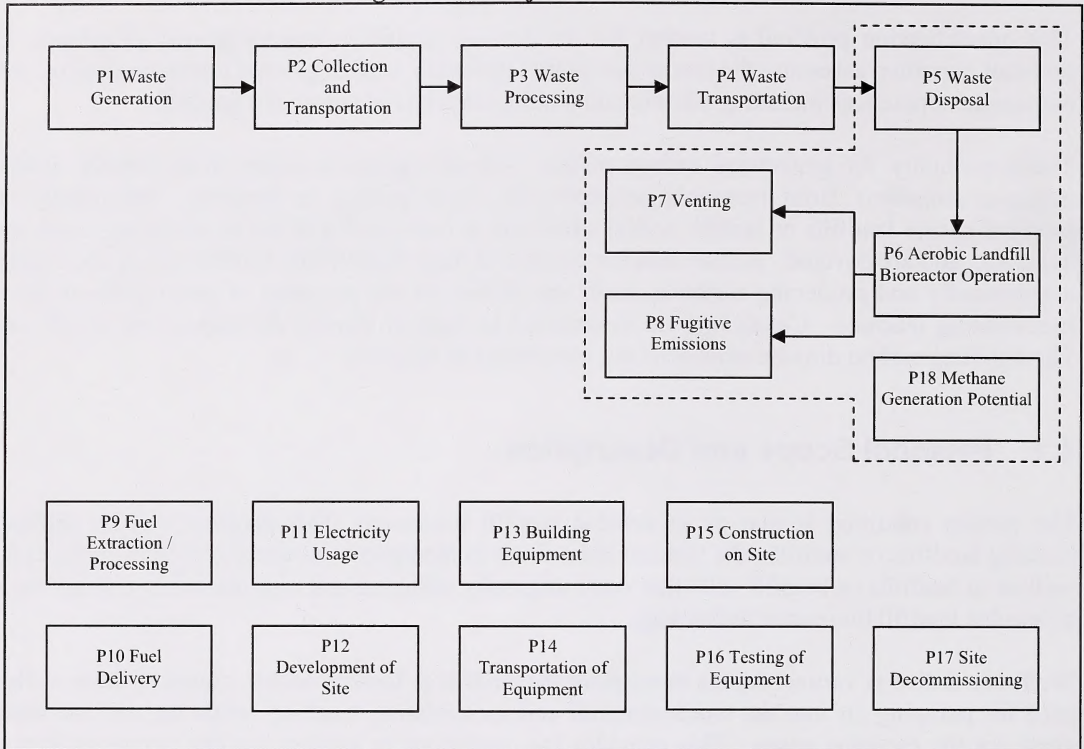 P1 Waste
Generation
P2 Collection
and
Transportation
P3 Waste
Processing
P4 Waste
Transportation
P5 Waste
Disposal
P7 Venting
P6 Aerobic Landfill
Bioreactor Operation
P8 Fugitive
Emissions
P18 Methane
Generation Potential
P9 Fuel
Extraction /
Processing
P11 Electricity
Usage
P13 Building
Equipment
P15 Construction
on Site
P10 Fuel
Delivery
P12
Development of
Site
P14
Transportation of
Equipment
P16 Testing of
Equipment
P17 Site
Decommissioning